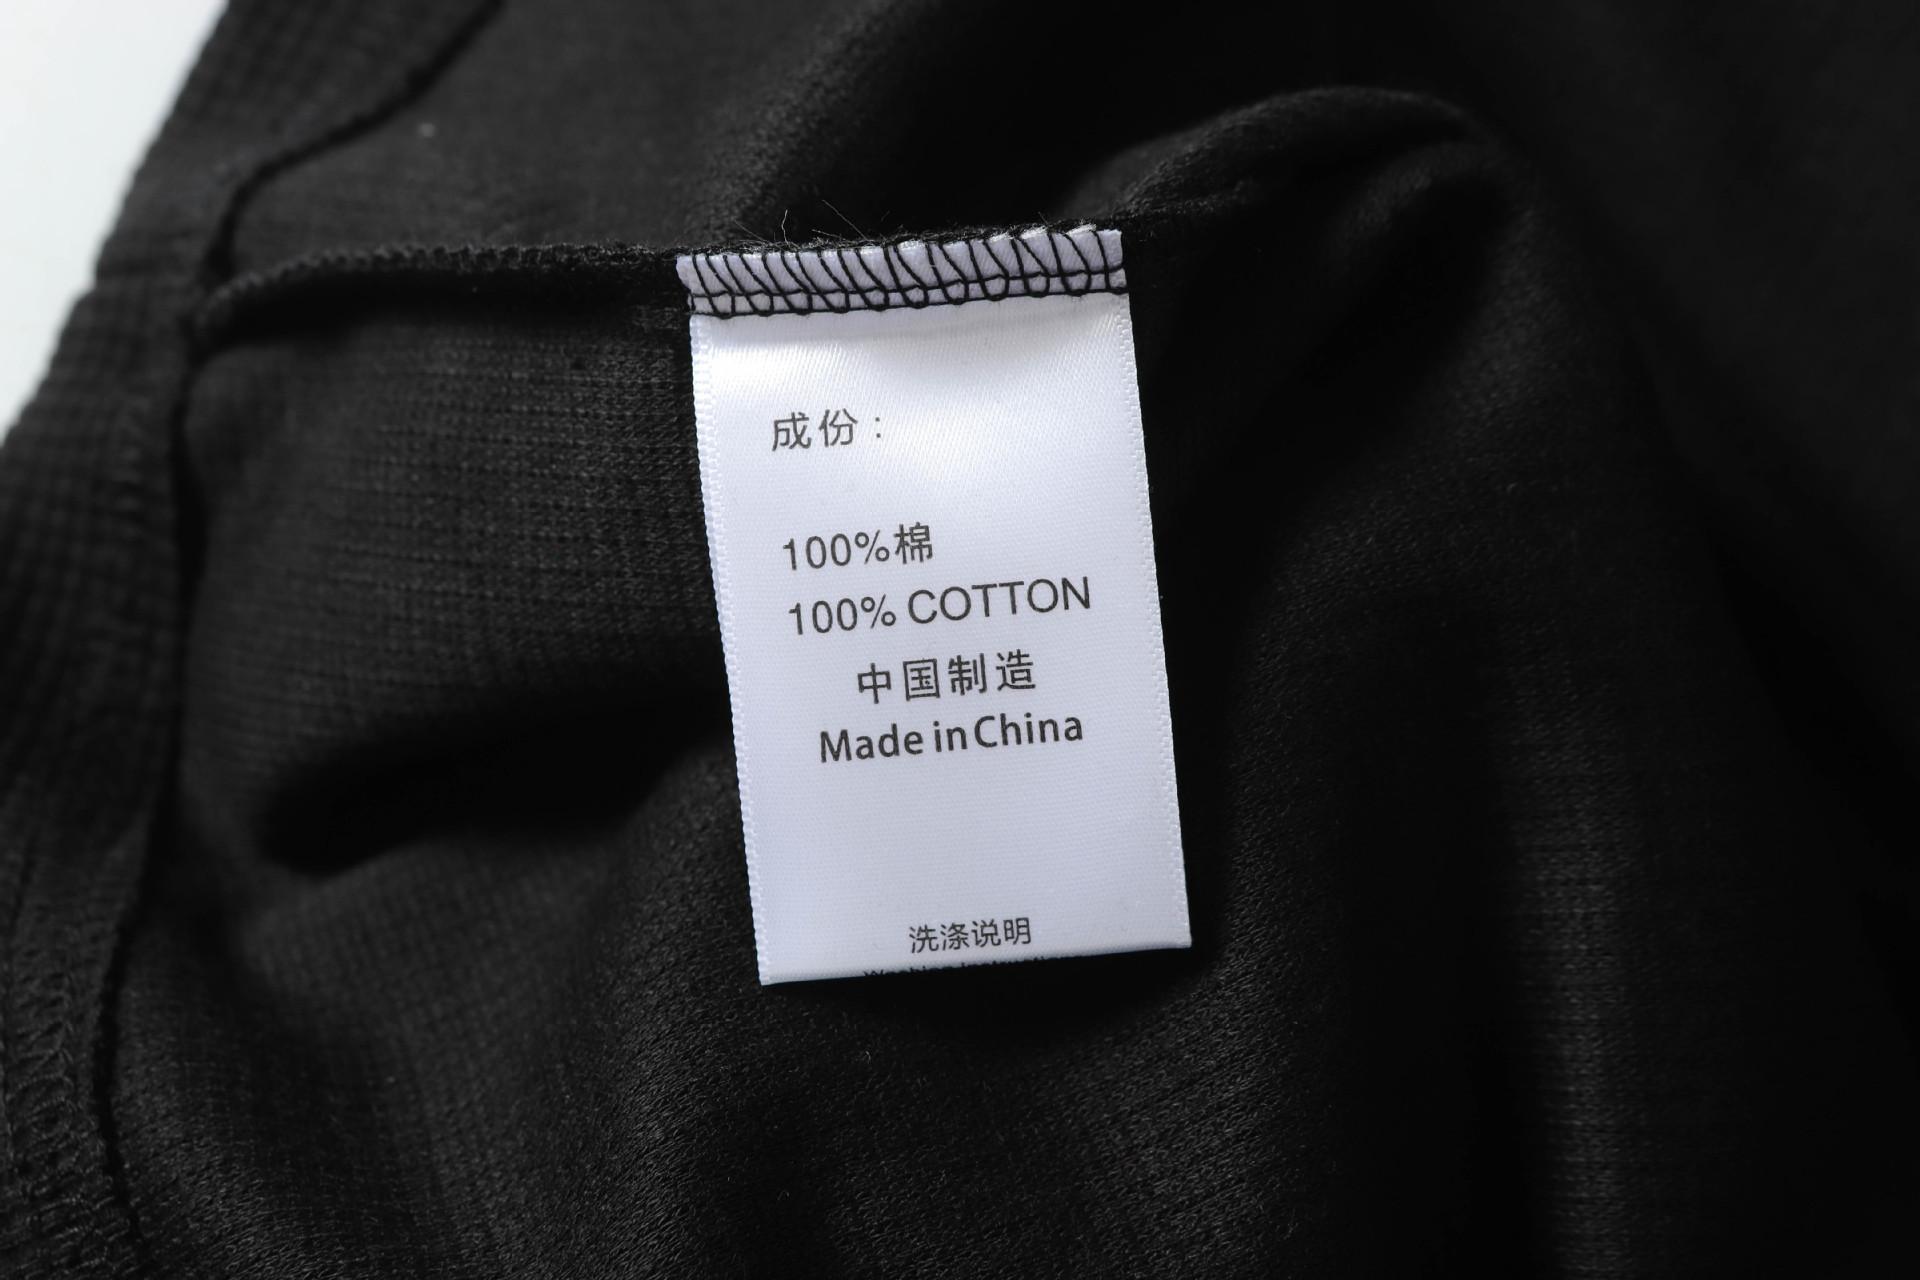 成份：
100%棉
100% COTTON
中国制造
Made in China
洗涤说明